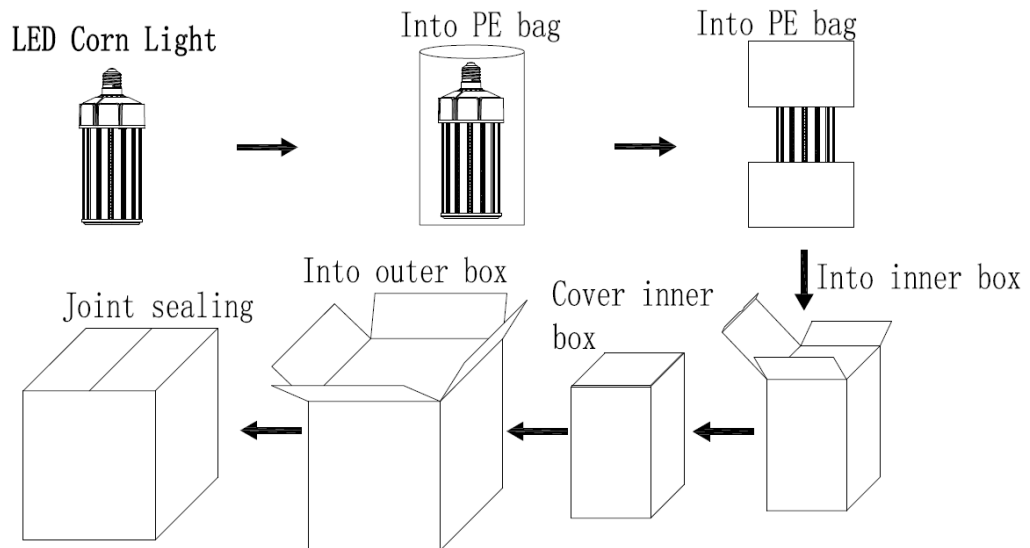 LED Corn Light
Into PE bag
Into PE bag
Into inner box
Cover inner
box
Into outer box
Joint sealing